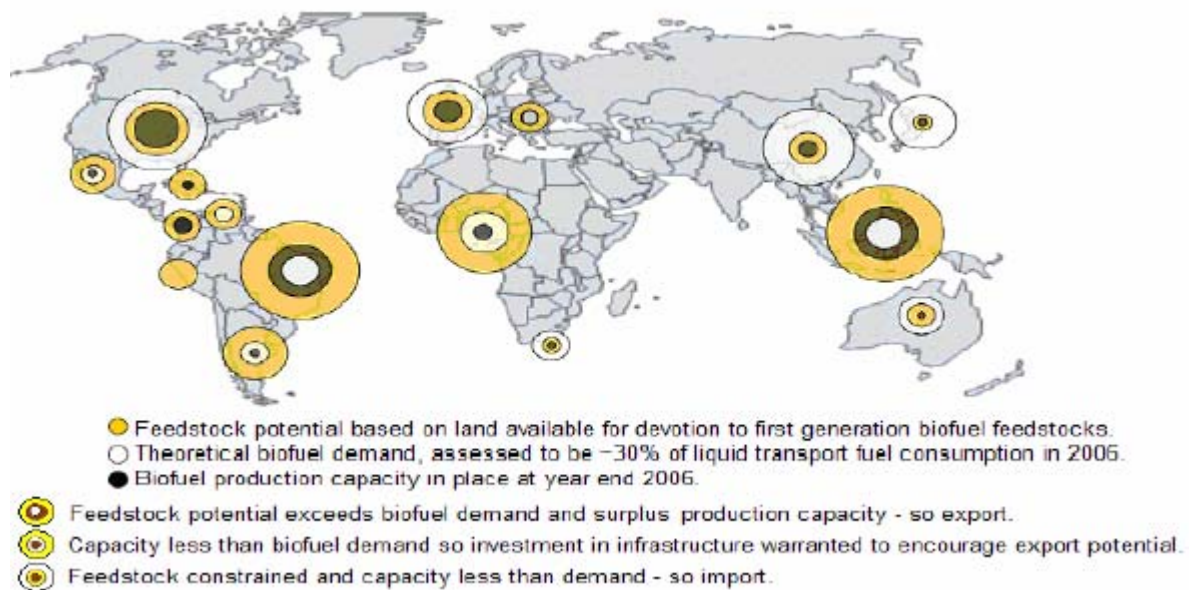 Feedstock potential based on land available for devotion to first generation biofuel feedstocks.
Theoretical biofuel demand, assessed to be ~30% of liquid transport fuel consumption in 2006.
Biofuel production capacity in place at year end 2006.
Feedstock potential exceeds biofuel demand and surplus production capacity - so export.
Capacity less than biofuel demand so investment in infrastructure warranted to encourage export potential.
Feedstock constrained and capacity less than demand - so import.